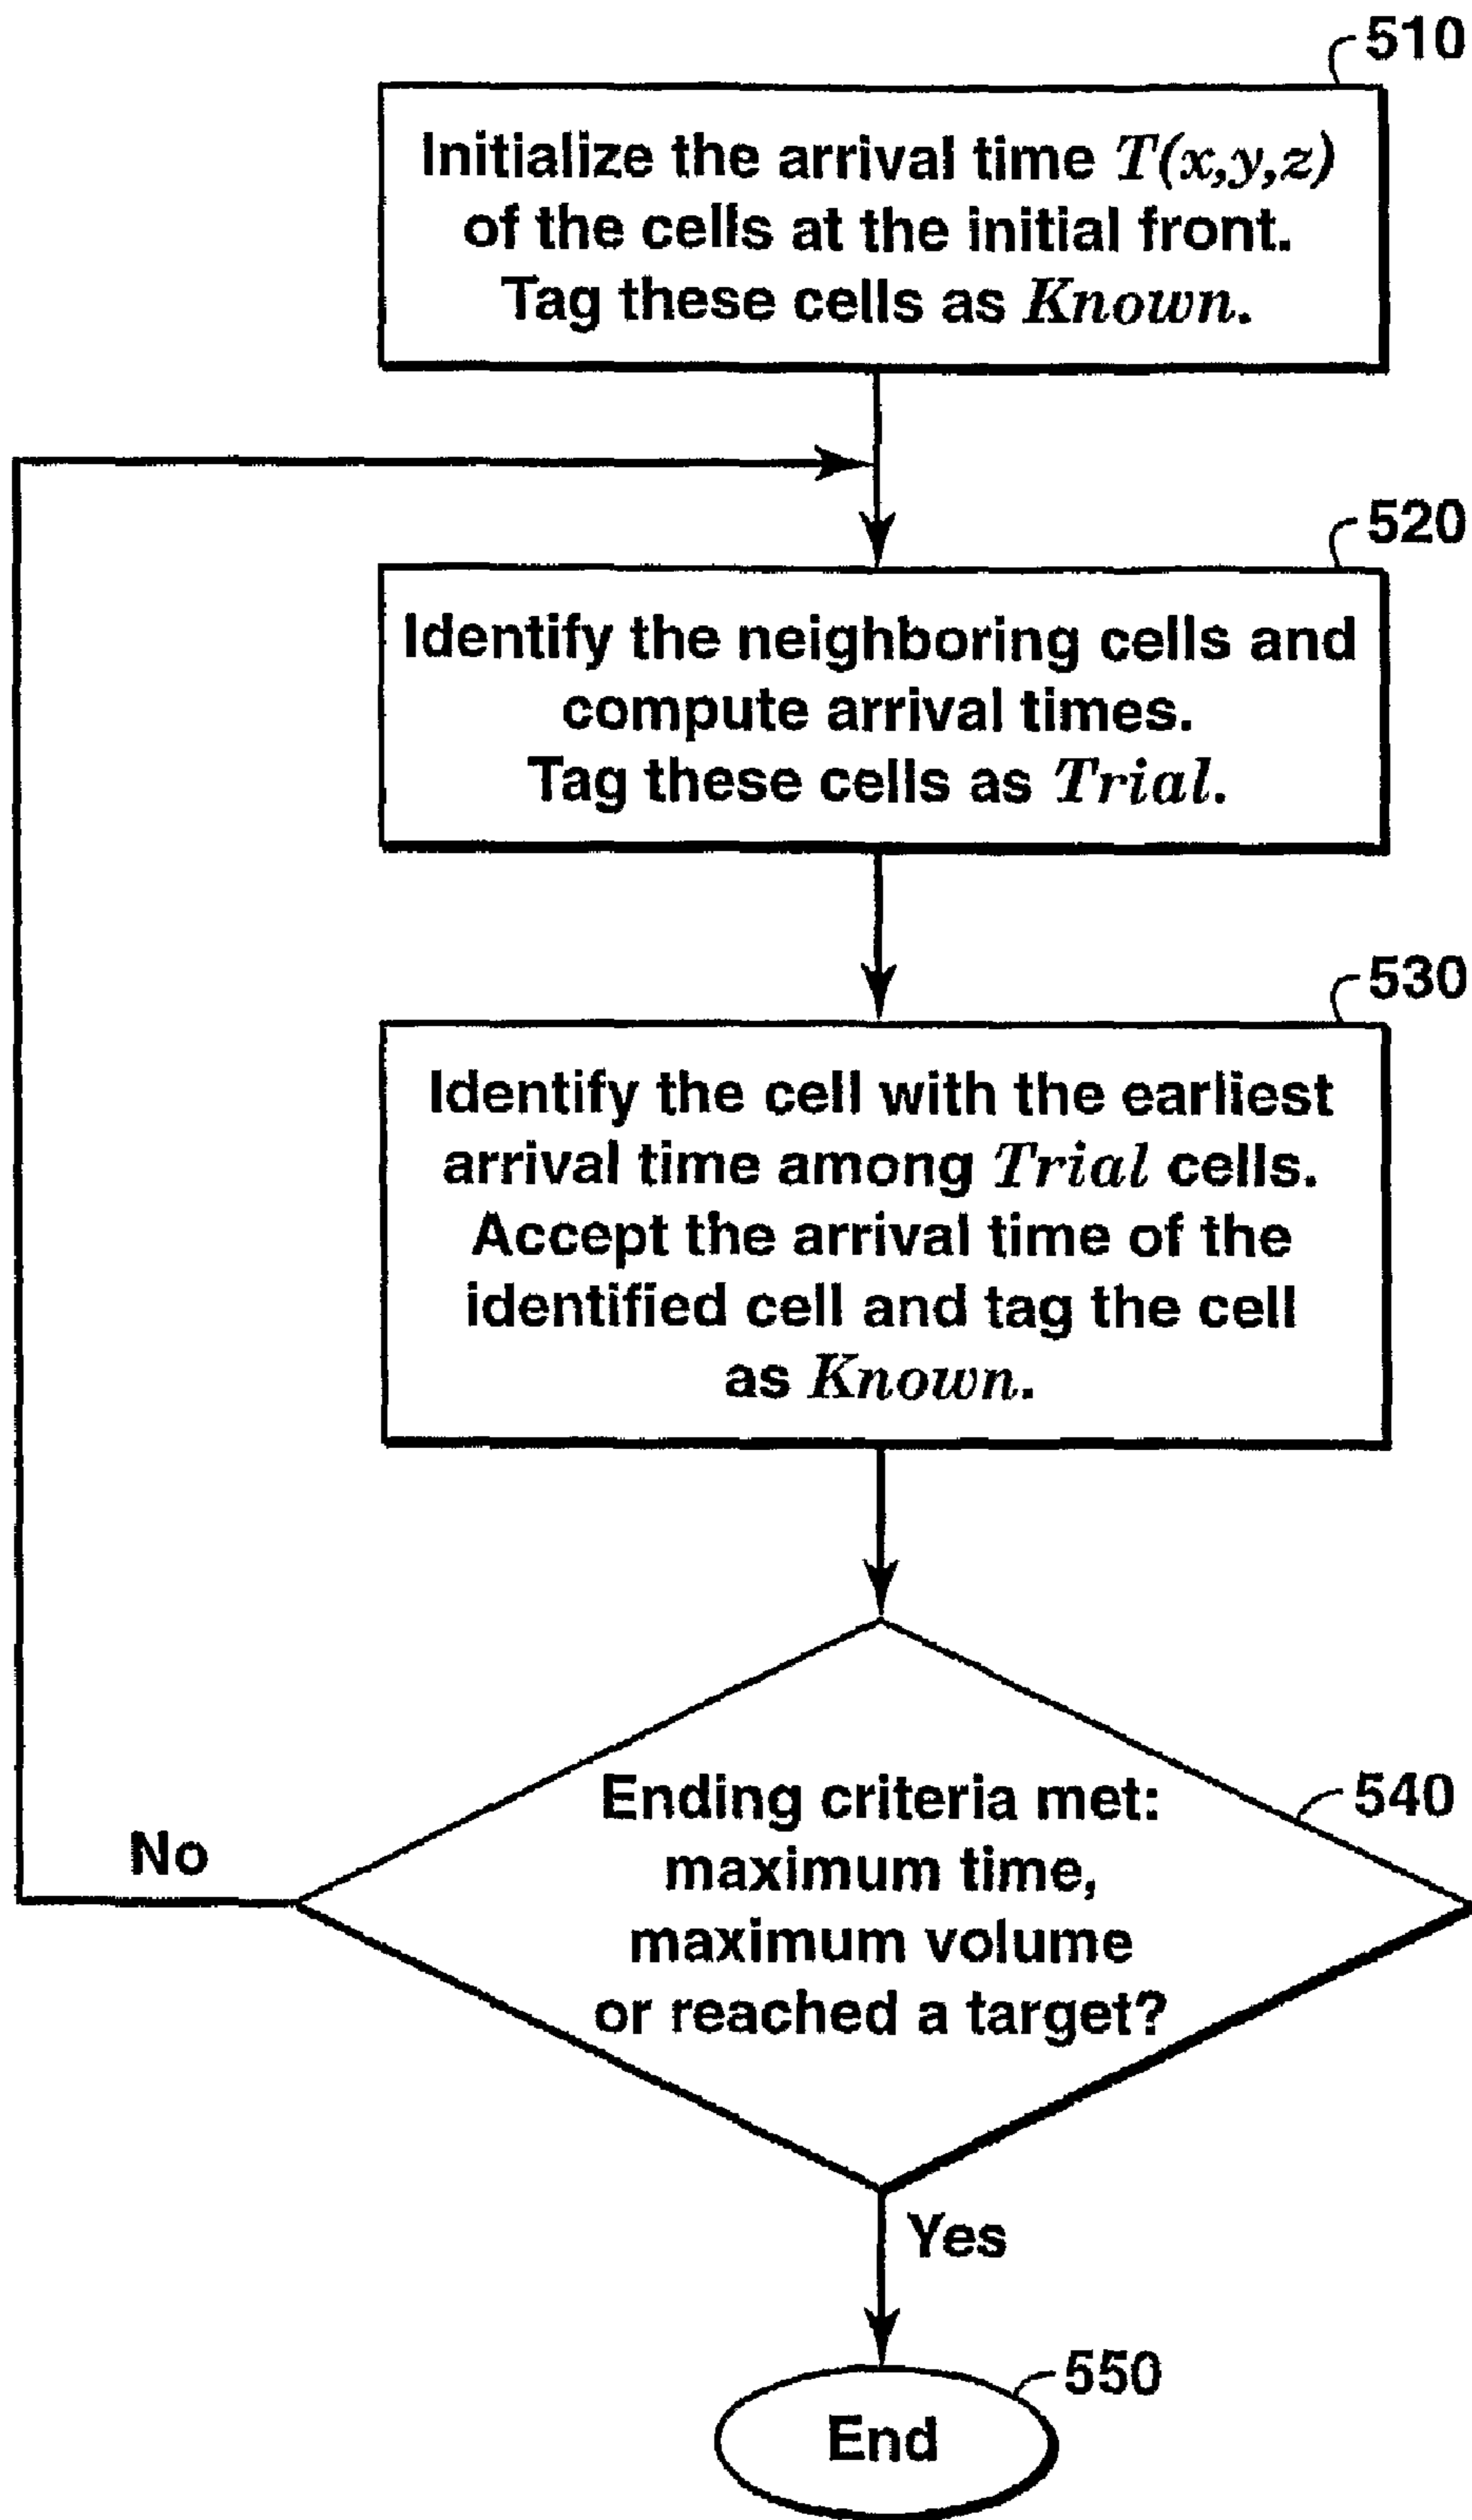 510
Initialize the arrival time T(x,y,z)
of the cells at the initial front.
Tag these cells as Known.
520
Identify the neighboring cells and
compute arrival times.
Tag these cells as Trial.
530
Identify the cell with the earliest
arrival time among Trial cells.
Accept the arrival time of the
identified cell and tag the cell
as Known.
Ending criteria met:
maximum time,
maximum volume
or reached a target?
540
No
Yes
550
End